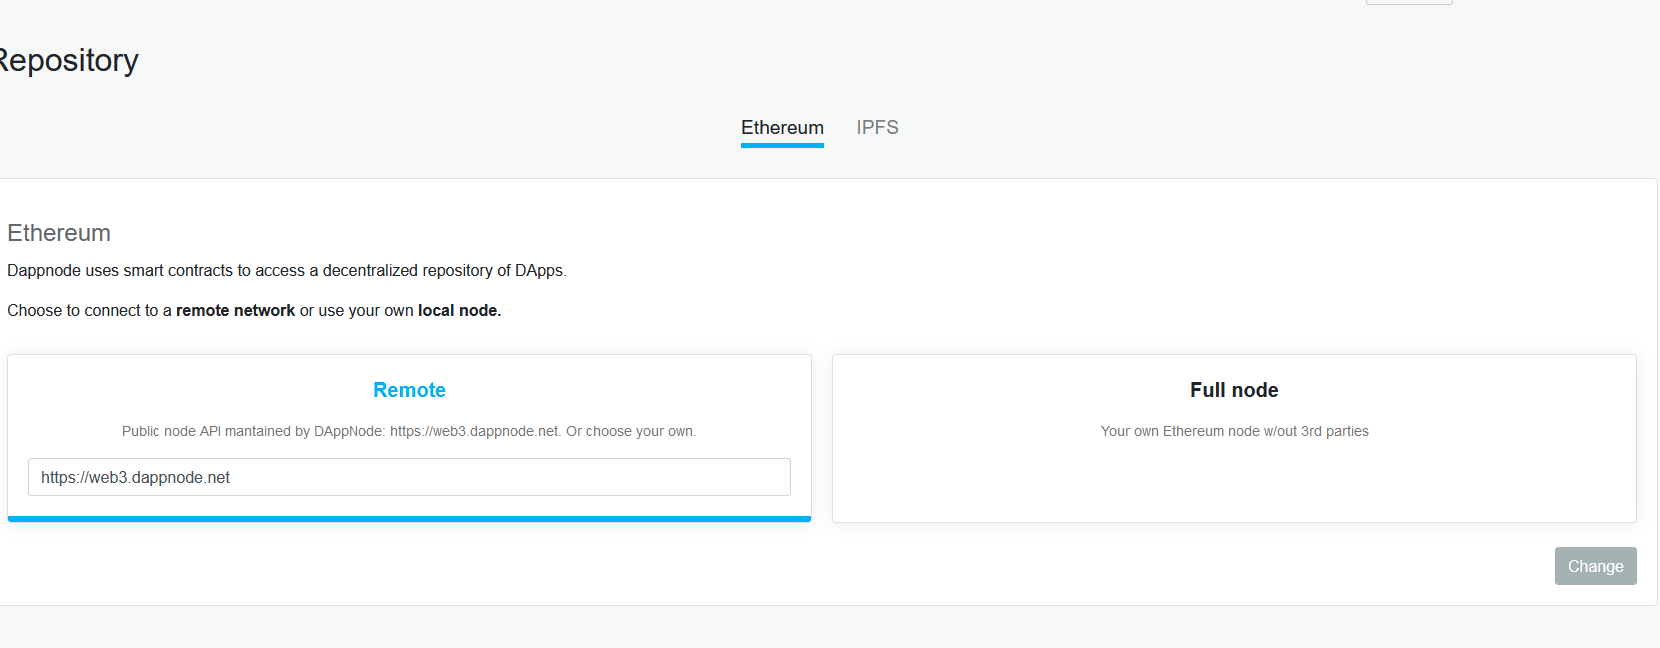 Repository
Ethereum IPFS
Ethereum
Dappnode uses smart contracts to access a decentralized repository of DApps.
Choose to connect to a remote network or use your own local node.
Remote
Public node API mantained by DAppNode: https://web3.dappnode.net. Or choose your own.
https://web3.dappnode.net
Full node
Your own Ethereum node w/out 3rd parties
Change